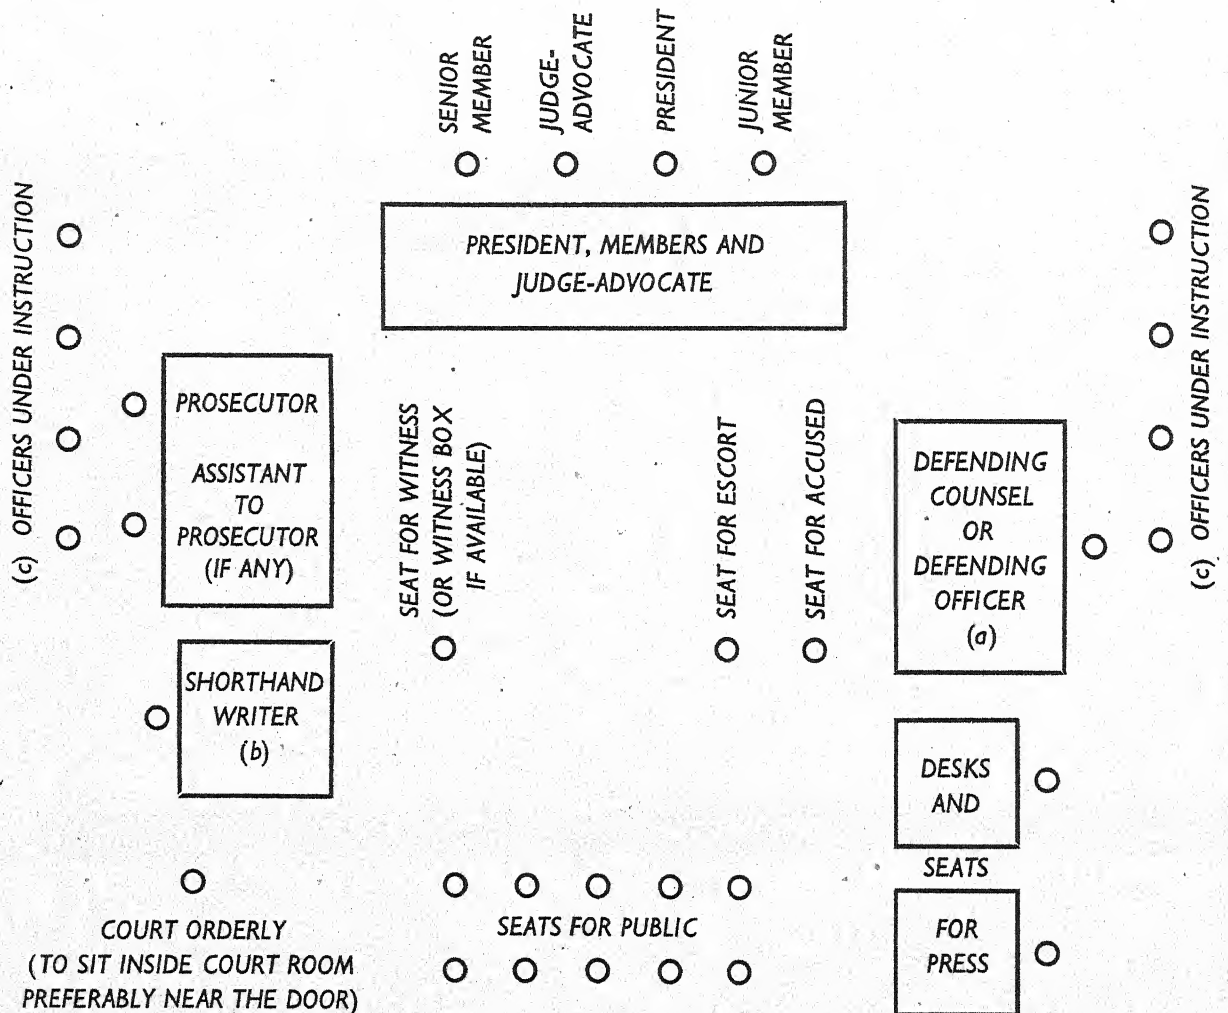 SENIOR
MEMBER
JUDGE-
ADVOCATE
PRESIDENT
JUNIOR
MEMBER
PRESIDENT, MEMBERS AND
JUDGE-ADVOCATE
(c) OFFICERS UNDER INSTRUCTION
PROSECUTOR
ASSISTANT
TO
PROSECUTOR
(IF ANY)
SEAT FOR WITNESS
(OR WITNESS BOX
IF AVAILABLE)
SEAT FOR ESCORT
SEAT FOR ACCUSED
DEFENDING
COUNSEL
OR
DEFENDING
OFFICER
(a)
(c) OFFICERS UNDER INSTRUCTION
SHORTHAND
WRITER
(b)
DESKS
AND
SEATS
FOR
PRESS
COURT ORDERLY
(TO SIT INSIDE COURT ROOM
PREFERABLY NEAR THE DOOR)
SEATS FOR PUBLIC